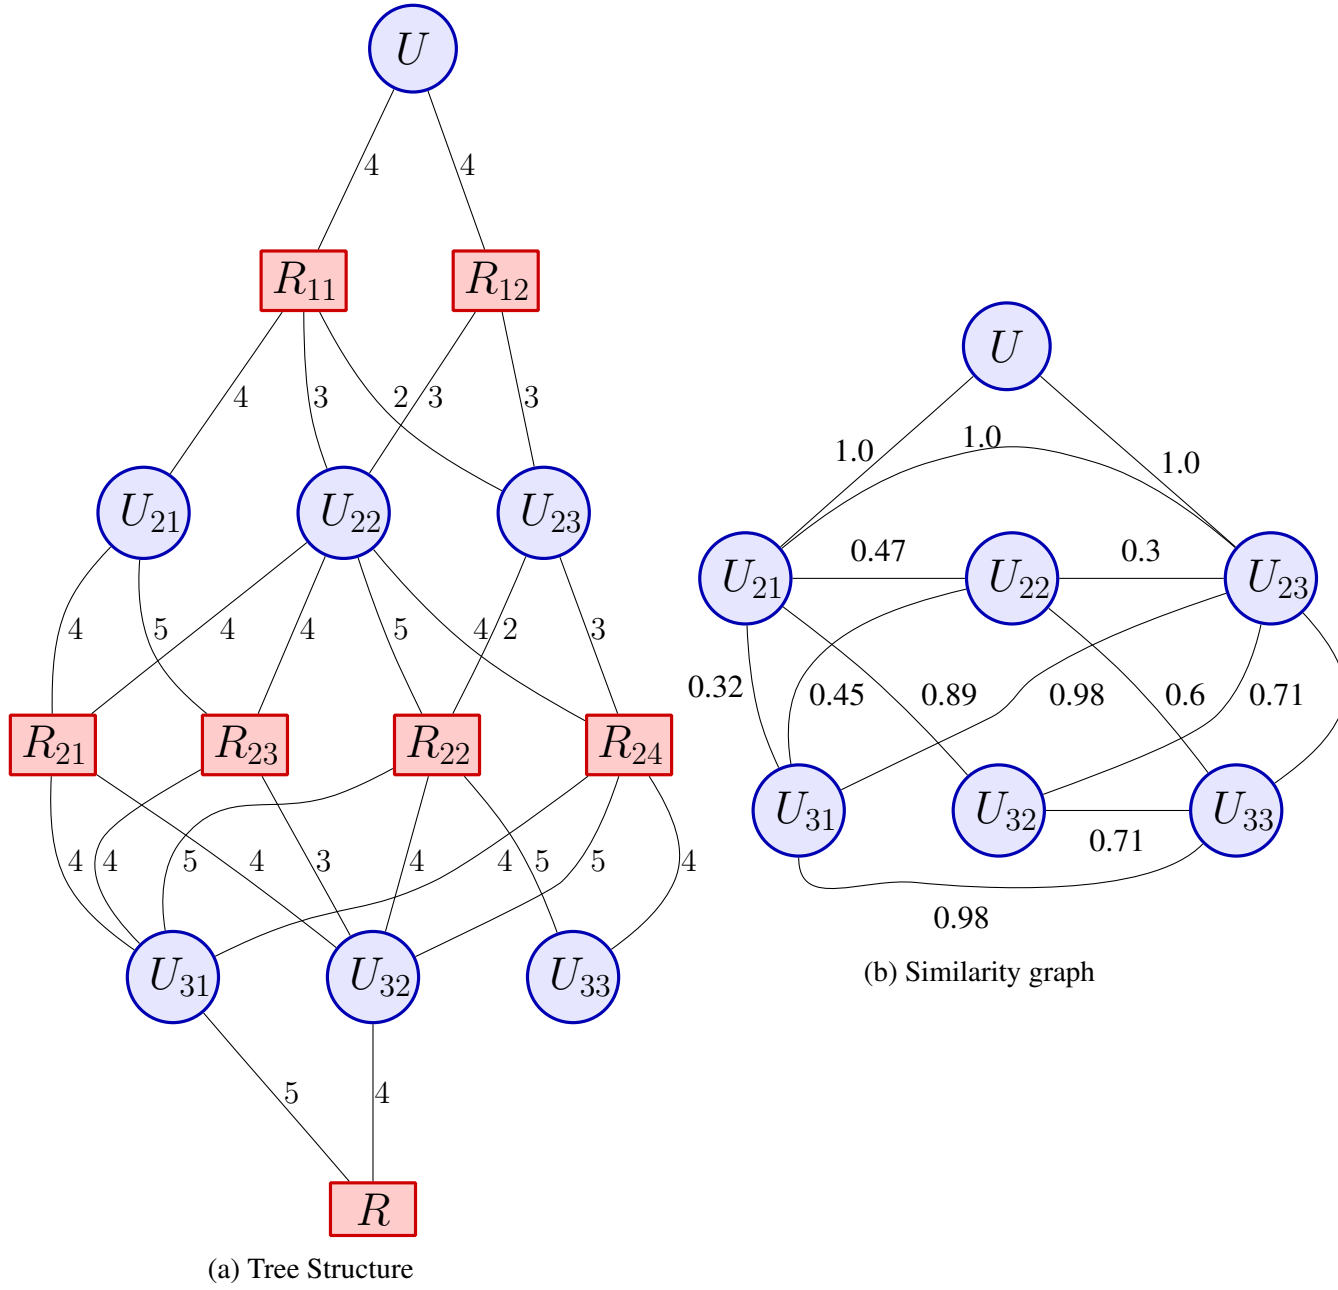 U
4 4
R11 R12
4 3 2 3 3
U21 U22 U23
4 5 4 4 5 4 2 3
R21 R23 R22 R24
4 4 5 4 3 4 4 5 5 4
U31 U32 U33
5 4
R
(a) Tree Structure
U
1.0 1.0 1.0
U21 0.47 U22 0.3 U23
0.32 0.45 0.89 0.98 0.6 0.71
U31 U32 U33
0.71
0.98
(b) Similarity graph